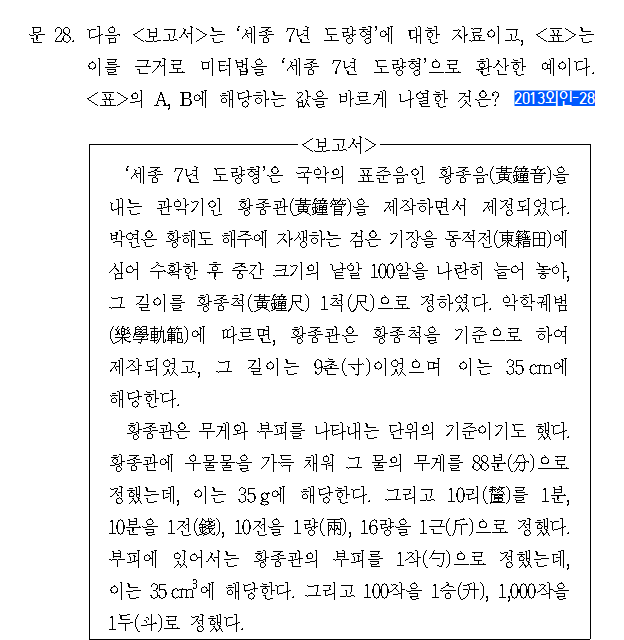 문 28. 다음 <보고서>는 ‘세종 7년 도량형’에 대한 자료이고, <표>는
이를 근거로 미터법을 ‘세종 7년 도량형’으로 환산한 예이다.
<표>의 A, B에 해당하는 값을 바르게 나열한 것은? 2013외인-28
<보고서>
‘세종 7년 도량형’은 국악의 표준음인 황종음(黃鐘音)을
내는 관악기인 황종관(黃鐘管)을 제작하면서 제정되었다.
박연은 황해도 해주에 자생하는 검은 기장을 동적전(東籍田)에
심어 수확한 후 중간 크기의 낱알 100알을 나란히 늘어 놓아,
그 길이를 황종척(黃鐘尺) 1척(尺)으로 정하였다. 악학궤범
(樂學軌範)에 따르면, 황종관은 황종척을 기준으로 하여
제작되었고, 그 길이는 9촌(寸)이었으며 이는 35 cm에
해당한다.
황종관은 무게와 부피를 나타내는 단위의 기준이기도 했다.
황종관에 우물물을 가득 채워 그 물의 무게를 88분(分)으로
정했는데, 이는 35 g에 해당한다. 그리고 10리(釐)를 1분,
10분을 1전(錢), 10전을 1량(兩), 16량을 1근(斤)으로 정했다.
부피에 있어서는 황종관의 부피를 1작(勺)으로 정했는데,
이는 35 cm³에 해당한다. 그리고 100작을 1승(升), 1,000작을
1두(斗)로 정했다.